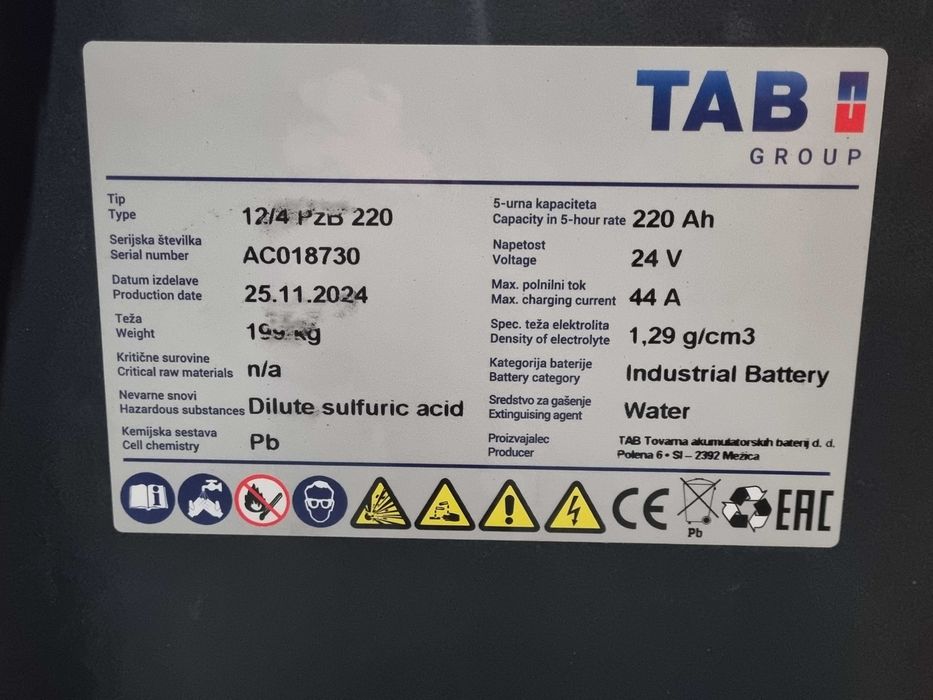 TAB
GROUP
Tip
Type
12/4 PzB 220
Serijska številka
Serial number
AC018730
Datum izdelave
Production date
25.11.2024
Teža
Weight
199 kg
Kritične surovine
Critical raw materials
n/a
Nevarne snovi
Hazardous substances
Dilute sulfuric acid
Kemijska sestava
Cell chemistry
Pb
5-urna kapaciteta
Capacity in 5-hour rate
220 Ah
Napetost
Voltage
24 V
Max. polnilni tok
Max. charging current
44 A
Spec. teža elektrolita
Density of electrolyte
1,29 g/cm3
Kategorija baterije
Battery category
Industrial Battery
Sredstvo za gašenje
Extinguising agent
Water
Proizvajalec
Producer
TAB Tovarna akumulatorskih baterij d. d.
Polena 6 • SI – 2392 Mežica
i
CE
Pb
EAC